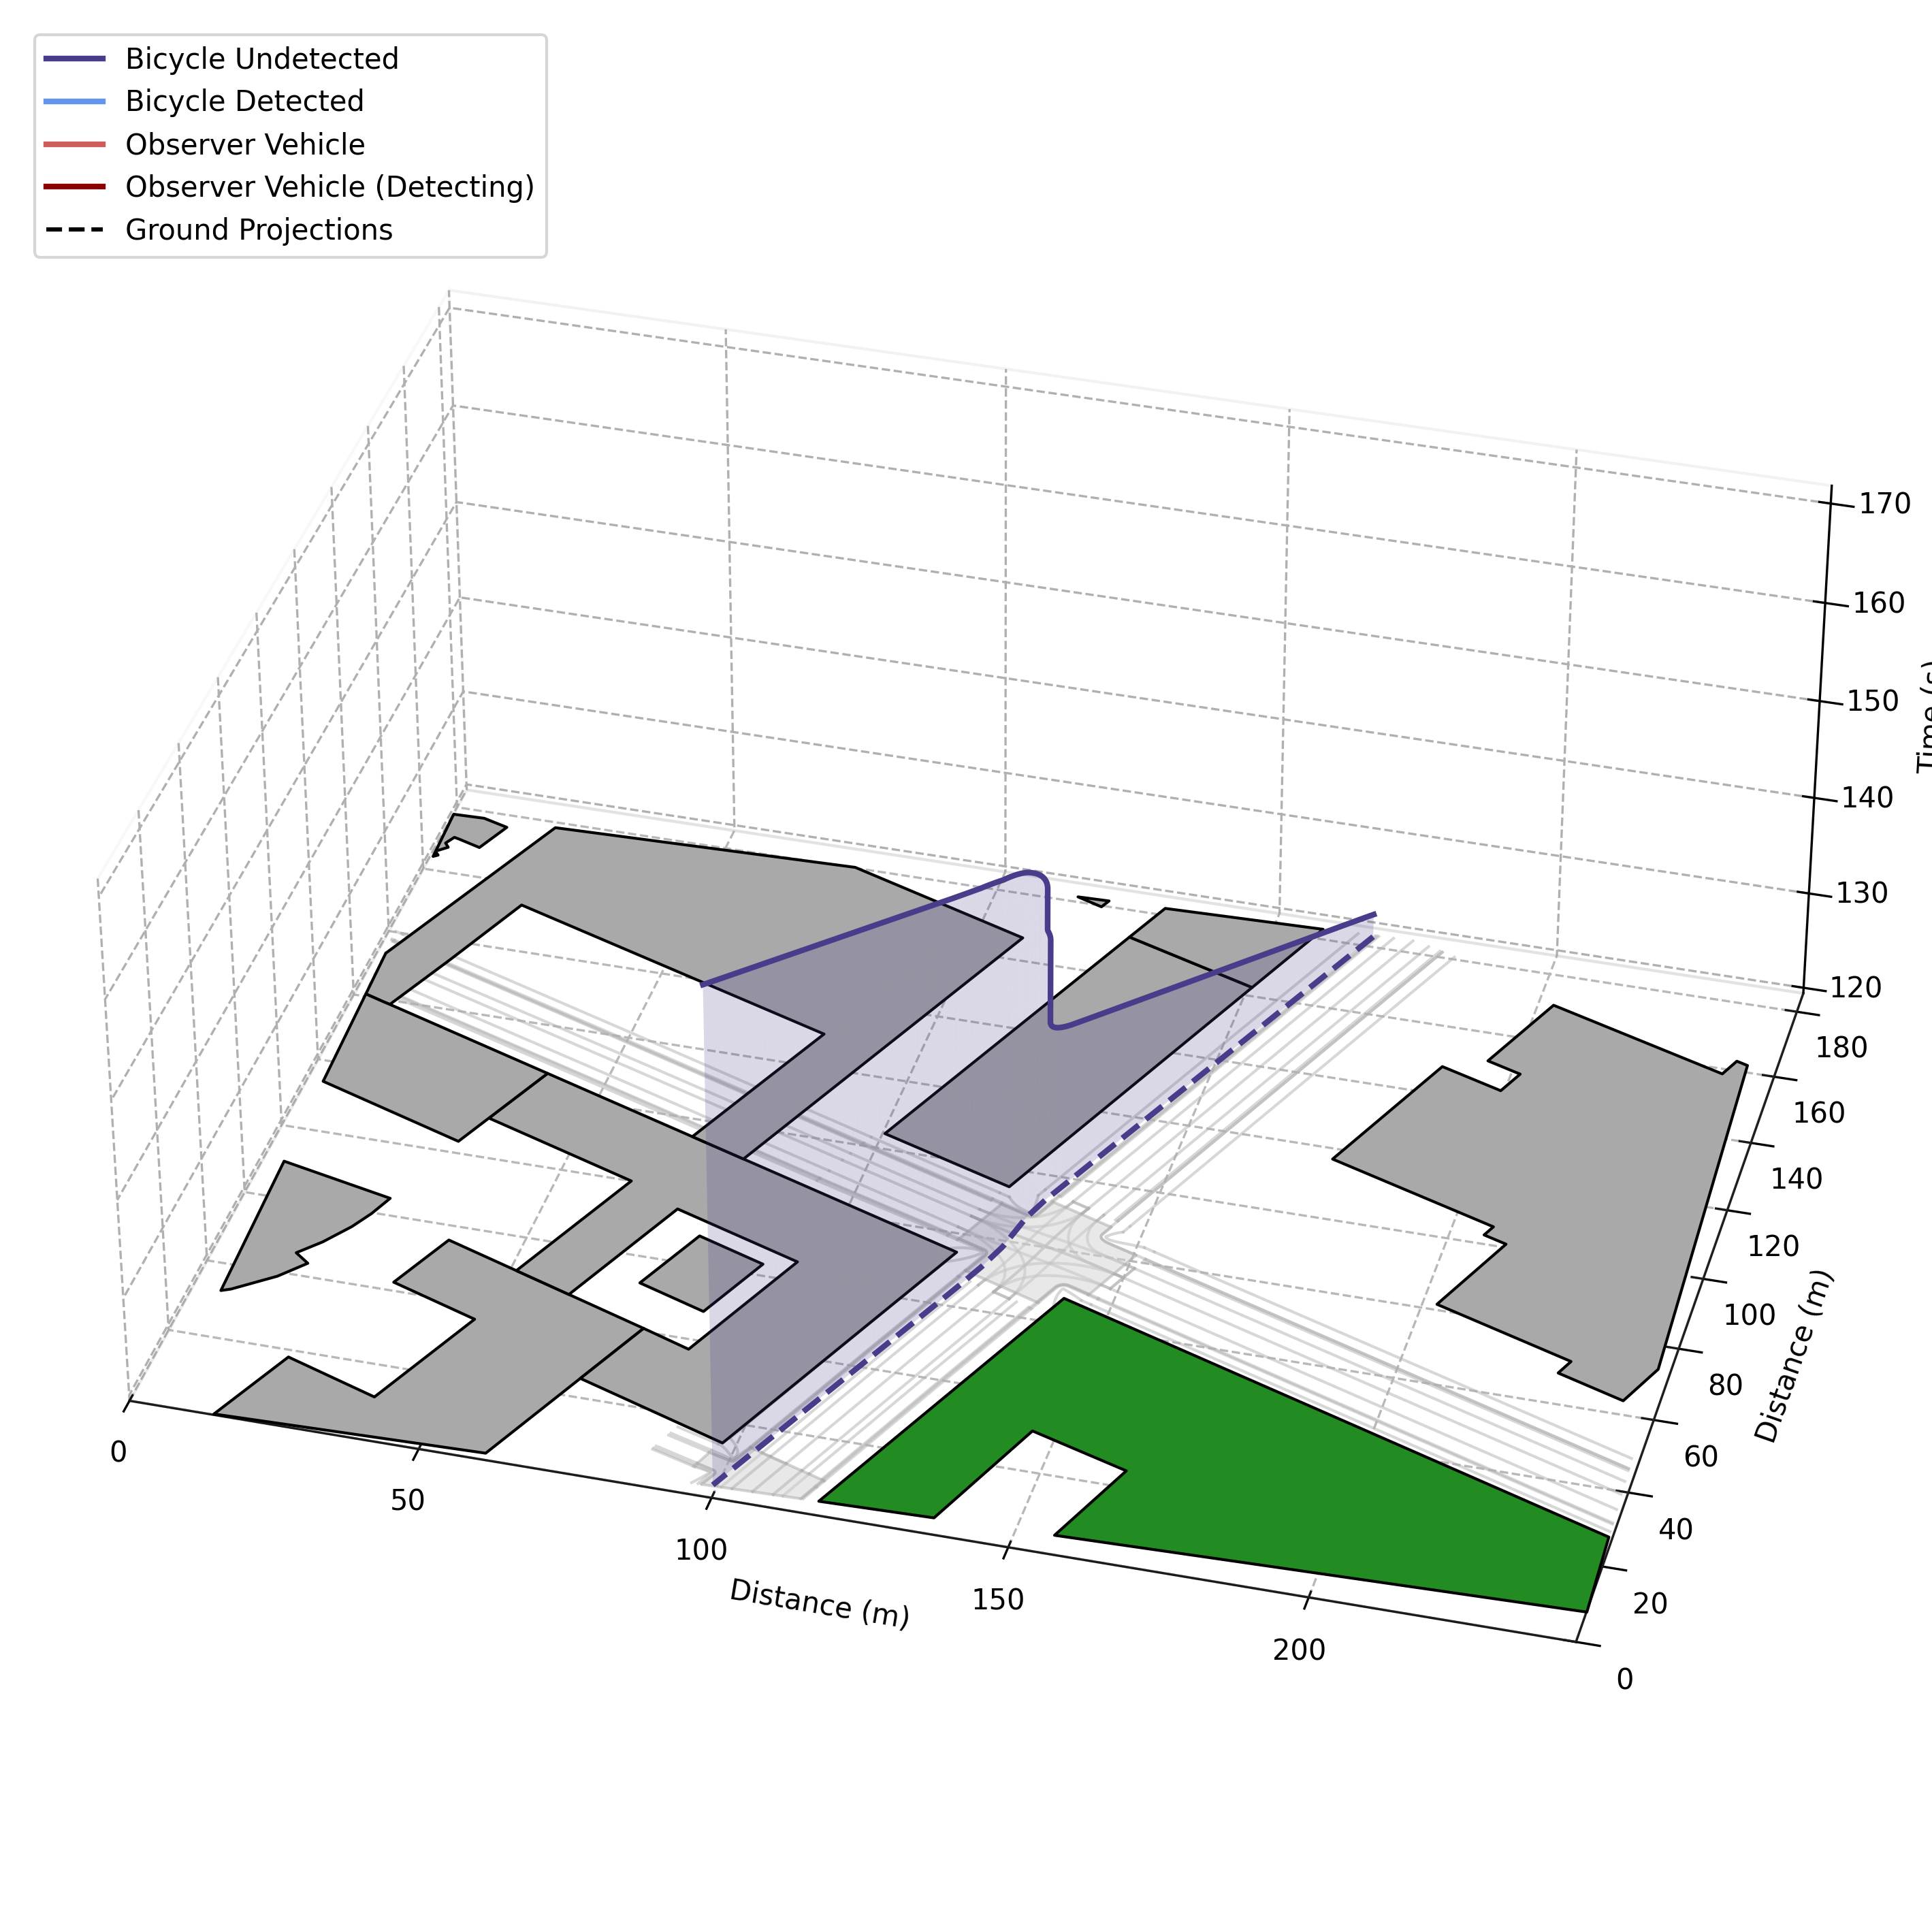 Bicycle Undetected
Bicycle Detected
Observer Vehicle
Observer Vehicle (Detecting)
Ground Projections
170
160
150
140
130
120
Time (s)
180
160
140
120
100
80
60
40
20
0
Distance (m)
0
50
100
150
200
Distance (m)